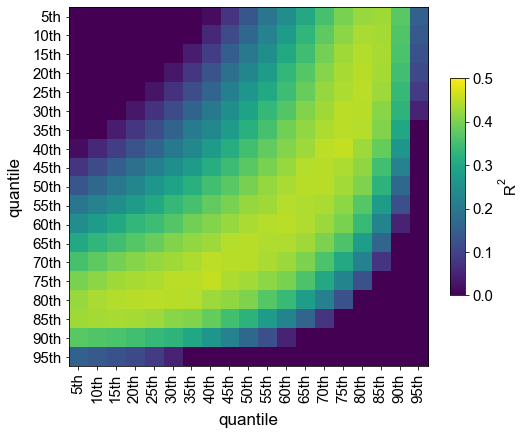 5th
10th
15th
20th
25th
30th
35th
40th
45th
50th
55th
60th
65th
70th
75th
80th
85th
90th
95th
quantile
5th
10th
15th
20th
25th
30th
35th
40th
45th
50th
55th
60th
65th
70th
75th
80th
85th
90th
95th
quantile
0.5
0.4
0.3
0.2
0.1
0.0
R²